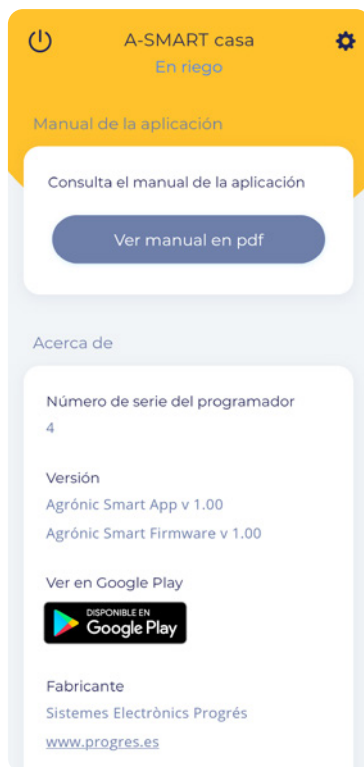 A-SMART casa
En riego
Manual de la aplicación
Consulta el manual de la aplicación
Ver manual en pdf
Acerca de
Número de serie del programador
4
Versión
Agrónic Smart App v 1.00
Agrónic Smart Firmware v 1.00
Ver en Google Play
DISPONIBLE EN
Google Play
Fabricante
Sistemes Electrònics Progrés
www.progres.es